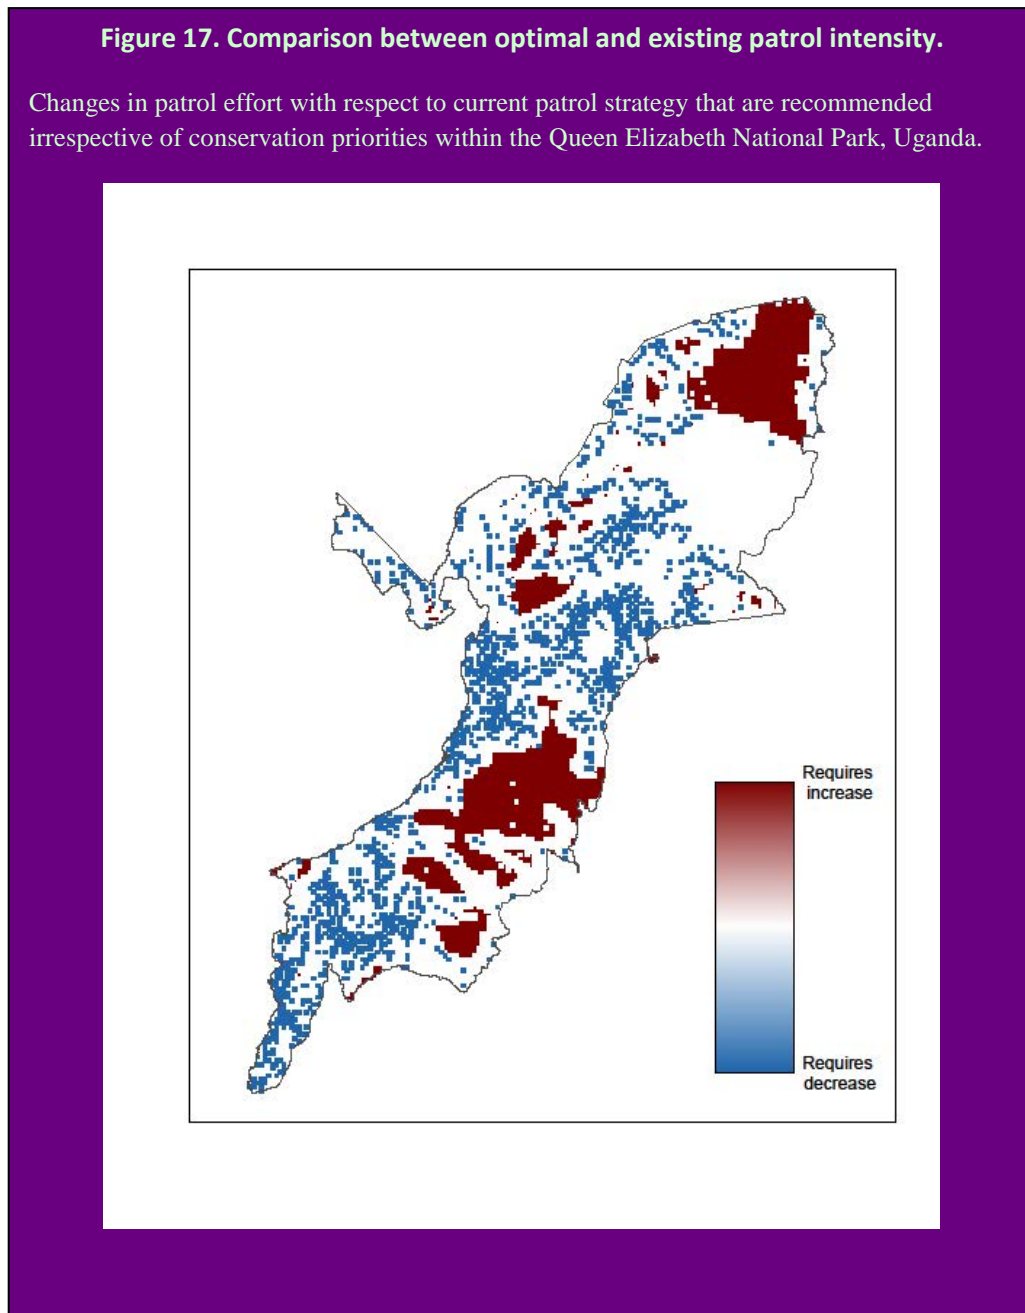 Figure 17. Comparison between optimal and existing patrol intensity.
Changes in patrol effort with respect to current patrol strategy that are recommended
irrespective of conservation priorities within the Queen Elizabeth National Park, Uganda.
Requires
increase
Requires
decrease